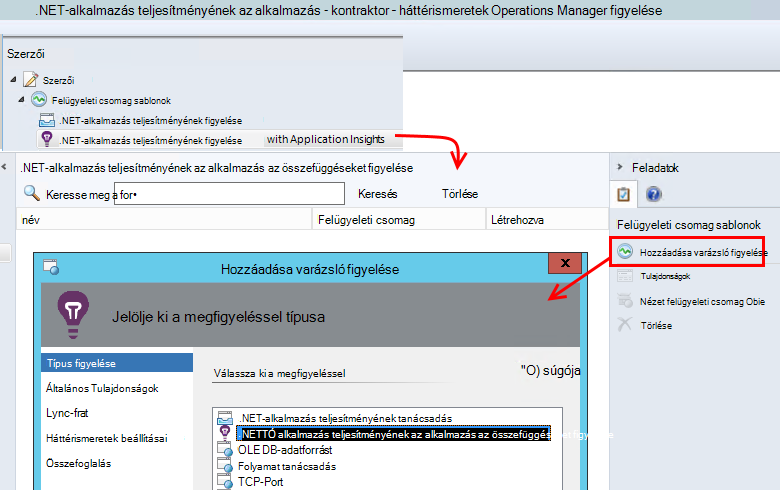 .NET-alkalmazás teljesítményének az alkalmazás - kontraktor - háttérismeretek Operations Manager figyelése
Szerzői
Szerzői
Felügyeleti csomag sablonok
.NET-alkalmazás teljesítményének figyelése
.NET-alkalmazás teljesítményének figyelése with Application Insights
.NET-alkalmazás teljesítményének az alkalmazás az összefüggéseket figyelése
Keresse meg a for•
Keresés
Törlése
név
Felügyeleti csomag
Létrehozva
Feladatok
Felügyeleti csomag sablonok
Hozzáadása varázsló figyelése
Tulajdonságok
Nézet felügyeleti csomag Obie
Törlése
Hozzáadása varázsló figyelése
x
Jelölje ki a megfigyeléssel típusa
Típus figyelése
Általános Tulajdonságok
Lync-frat
Háttérismeretek beállításai
Összefoglalás
Válassza ki a megfigyeléssel
"O) súgója
.NET-alkalmazás teljesítményének tanácsadás
.NETTÓ alkalmazás teljesítményének az alkalmazás az összefüggéseket figyelése
OLE DB-adatforrást
Folyamat tanácsadás
TCP-Port